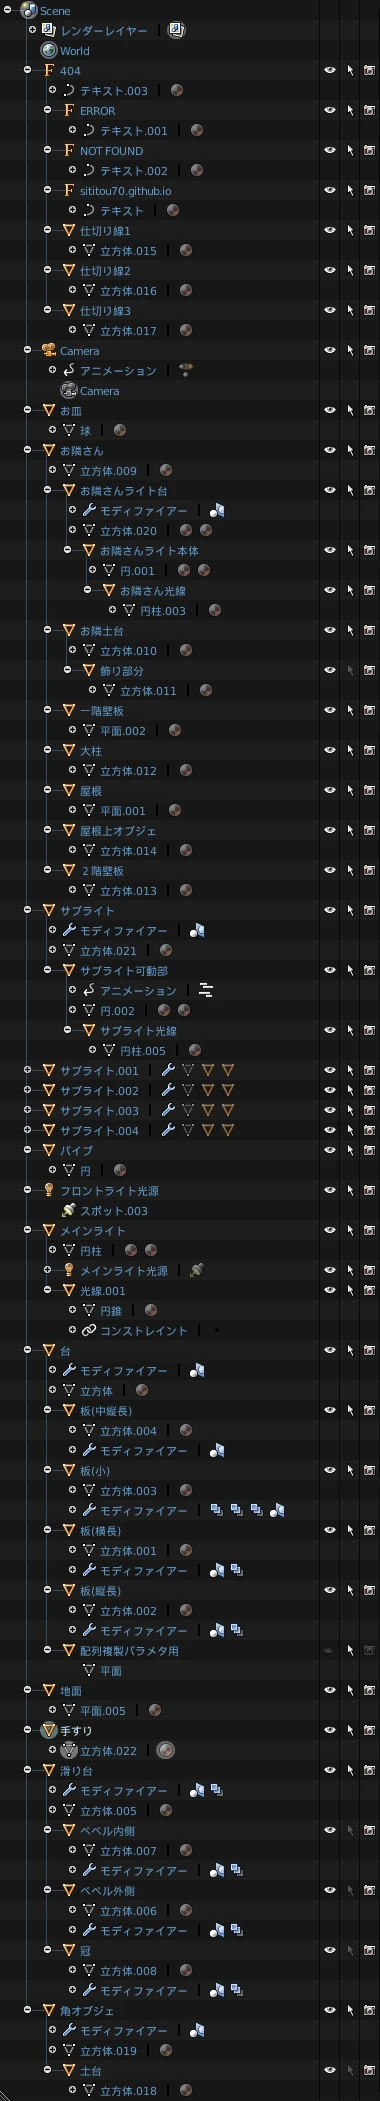 Scene
レンダーレイヤー
World
404
テキスト.003
ERROR
テキスト.001
NOT FOUND
テキスト.002
sititou70.github.io
テキスト
仕切り線1
立方体.015
仕切り線2
立方体.016
仕切り線3
立方体.017
Camera
アニメーション
Camera
お皿
球
お隣さん
立方体.009
お隣さんライト台
モディファイアー
立方体.020
お隣さんライト本体
円.001
お隣さん光線
円柱.003
お隣土台
立方体.010
飾り部分
立方体.011
一階壁板
平面.002
大柱
立方体.012
屋根
平面.001
屋根上オブジェ
立方体.014
２階壁板
立方体.013
サブライト
モディファイアー
立方体.021
サブライト可動部
アニメーション
円.002
サブライト光線
円柱.005
サブライト.001
サブライト.002
サブライト.003
サブライト.004
パイプ
円
フロントライト光源
スポット.003
メインライト
円柱
メインライト光源
光線.001
円錐
コンストレイント
台
モディファイアー
立方体
板(中縦長)
立方体.004
モディファイアー
板(小)
立方体.003
モディファイアー
板(横長)
立方体.001
モディファイアー
板(縦長)
立方体.002
モディファイアー
配列複製パラメタ用
平面
地面
平面.005
手すり
立方体.022
滑り台
モディファイアー
立方体.005
ベベル内側
立方体.007
モディファイアー
ベベル外側
立方体.006
モディファイアー
冠
立方体.008
モディファイアー
角オブジェ
モディファイアー
立方体.019
土台
立方体.018